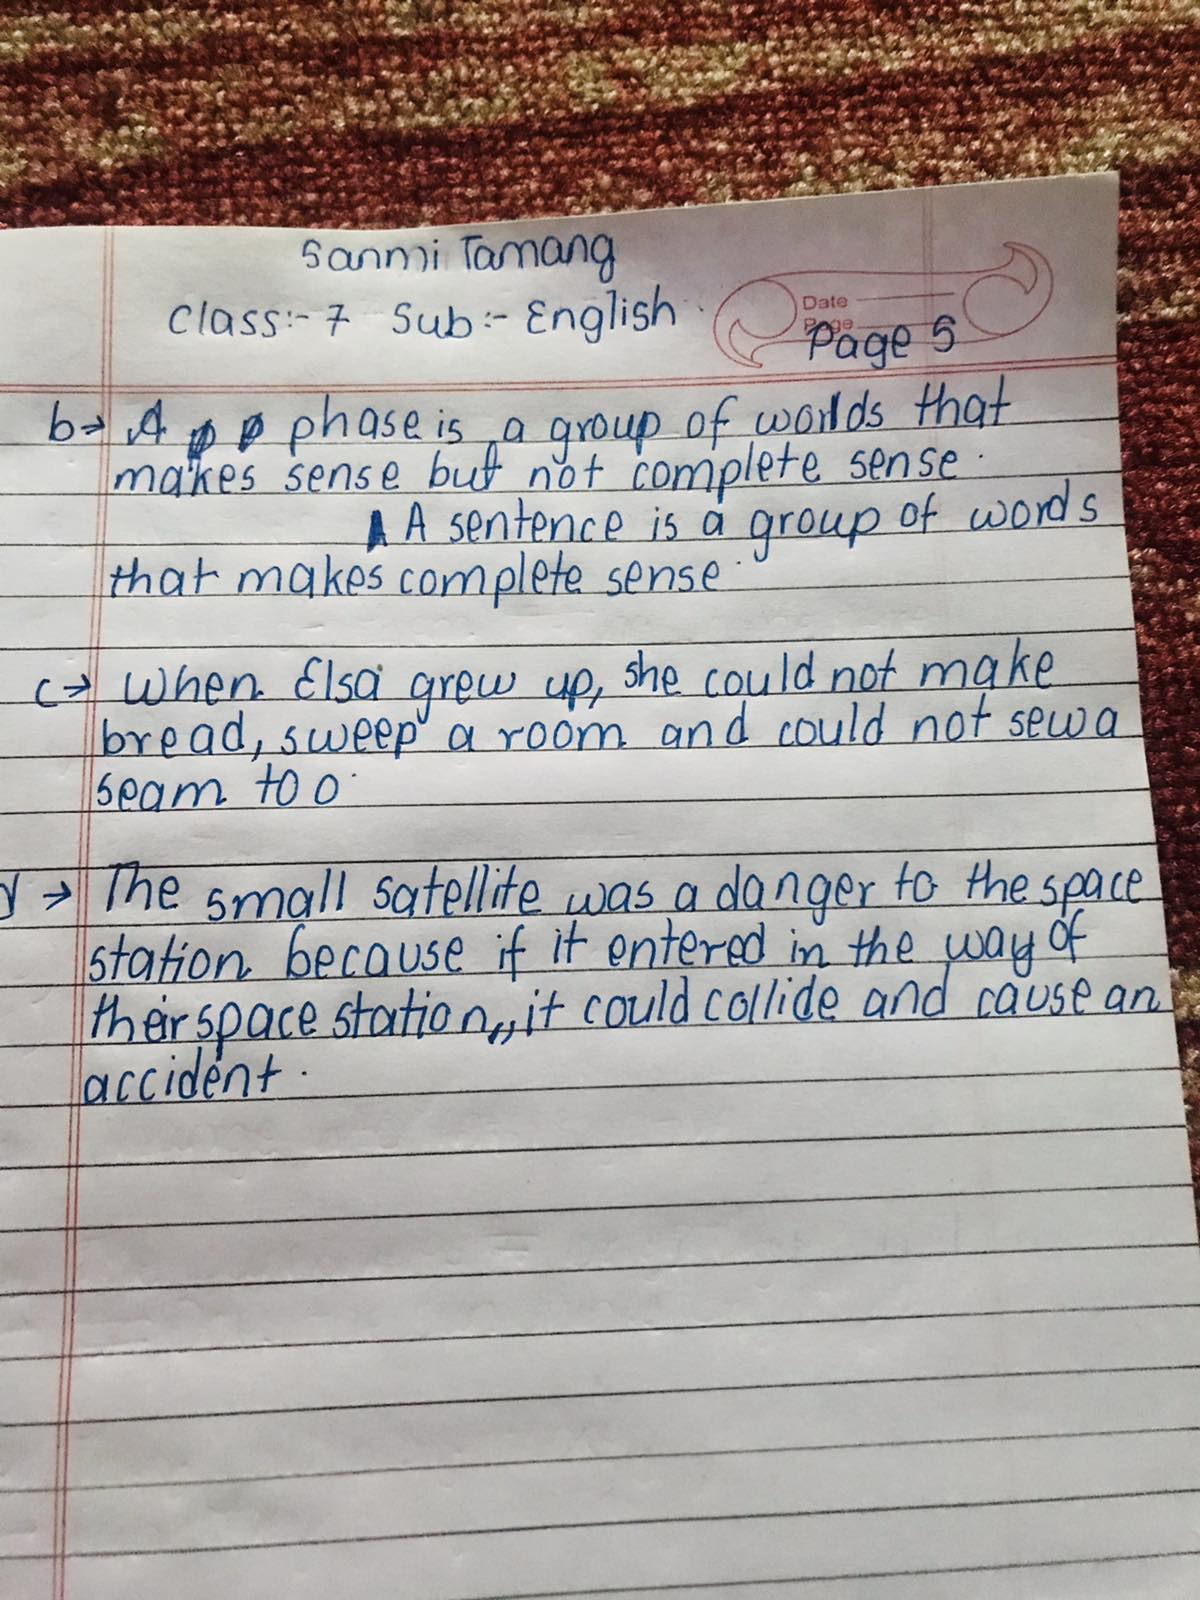 Sanmi Tamang
Class:- 7 Sub:- English
Date
Page
Page 5
b→ A phase is a group of worlds that
makes sense but not complete sense.
A sentence is a group of words
that makes complete sense.
c→ When Elsa grew up, she could not make
bread, sweep a room and could not sew a
seam too.
d → The small satellite was a danger to the space
station because if it entered in the way of
their space station,,, it could collide and cause an
accident.